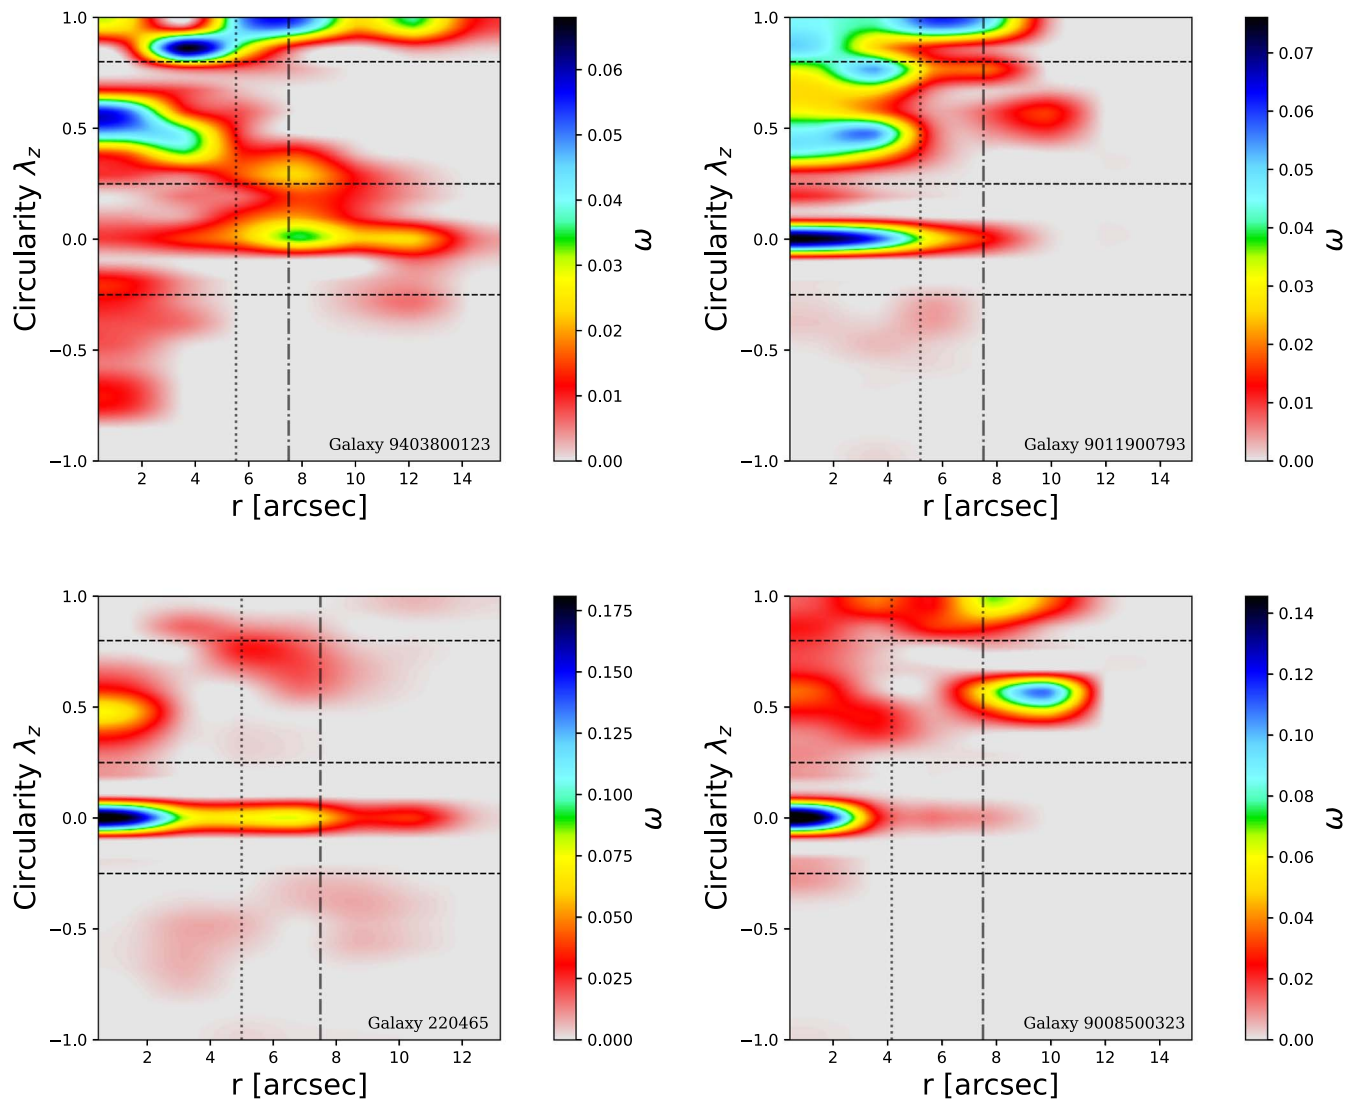 1.0
0.5
0.0
−0.5
−1.0
Circularity λz
2 4 6 8 10 12 14
r [arcsec]
Galaxy 9403800123
0.06
0.05
0.04
0.03
0.02
0.01
0.00
ω
1.0
0.5
0.0
−0.5
−1.0
Circularity λz
2 4 6 8 10 12 14
r [arcsec]
Galaxy 9011900793
0.07
0.06
0.05
0.04
0.03
0.02
0.01
0.00
ω
1.0
0.5
0.0
−0.5
−1.0
Circularity λz
2 4 6 8 10 12
r [arcsec]
Galaxy 220465
0.175
0.150
0.125
0.100
0.075
0.050
0.025
0.000
ω
1.0
0.5
0.0
−0.5
−1.0
Circularity λz
2 4 6 8 10 12 14
r [arcsec]
Galaxy 9008500323
0.14
0.12
0.10
0.08
0.06
0.04
0.02
0.00
ω